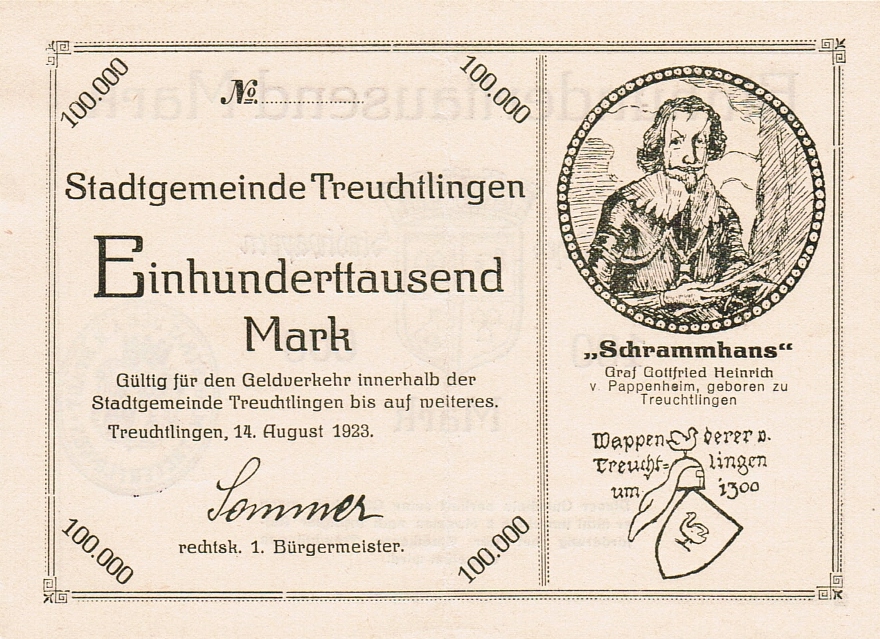 100.000
№
100.000
Stadtgemeinde Treuchtlingen
Einhunderttausend
Mark
Gültig für den Geldverkehr innerhalb der
Stadtgemeinde Treuchtlingen bis auf weiteres.
Treuchtlingen, 14. August 1923.
Sommer
rechtsk. 1. Bürgermeister.
100.000
100.000
„Schrammhans“
Graf Gottfried Heinrich
v. Pappenheim, geboren zu
Treuchtlingen
Wappen derer v.
Treucht= lingen
um 1300